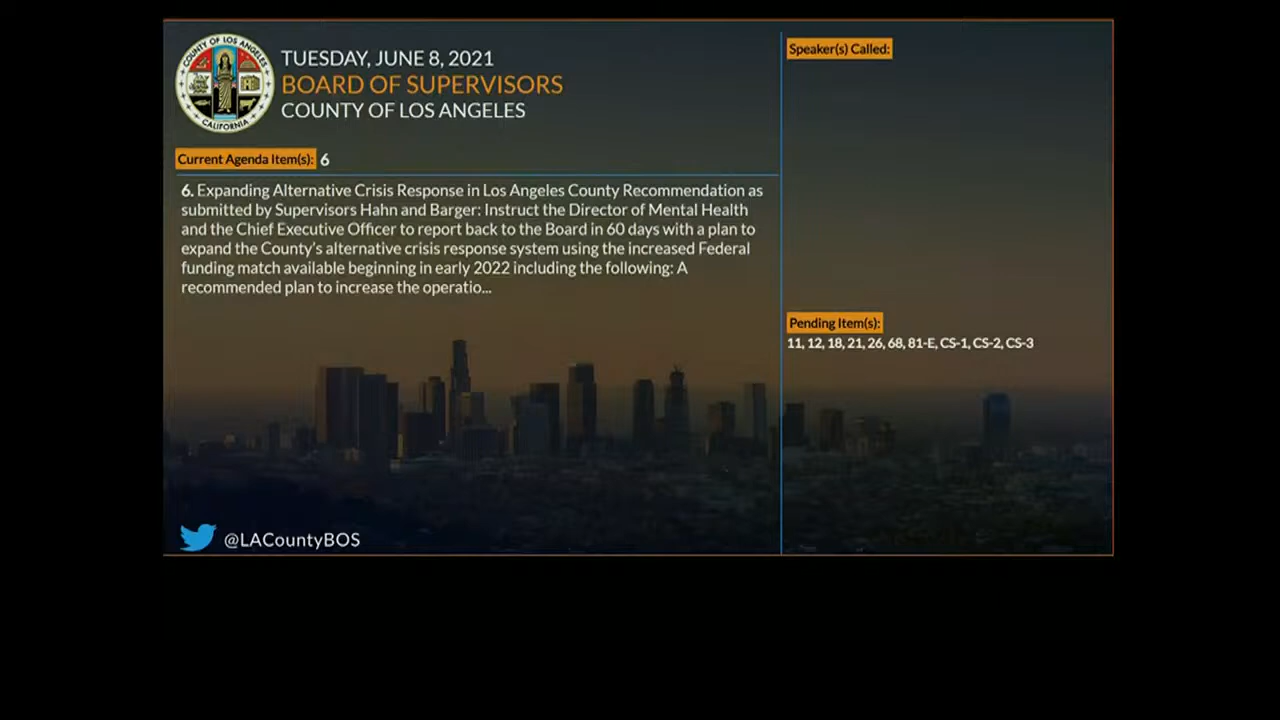 COUNTY OF LOS ANGELES
CALIFORNIA
TUESDAY, JUNE 8, 2021
BOARD OF SUPERVISORS
COUNTY OF LOS ANGELES
Current Agenda Item(s): 6
6. Expanding Alternative Crisis Response in Los Angeles County Recommendation as
submitted by Supervisors Hahn and Barger: Instruct the Director of Mental Health
and the Chief Executive Officer to report back to the Board in 60 days with a plan to
expand the County's alternative crisis response system using the increased Federal
funding match available beginning in early 2022 including the following: A
recommended plan to increase the operatio...
@LACountyBOS
Speaker(s) Called:
Pending Item(s):
11, 12, 18, 21, 26, 68, 81-E, CS-1, CS-2, CS-3